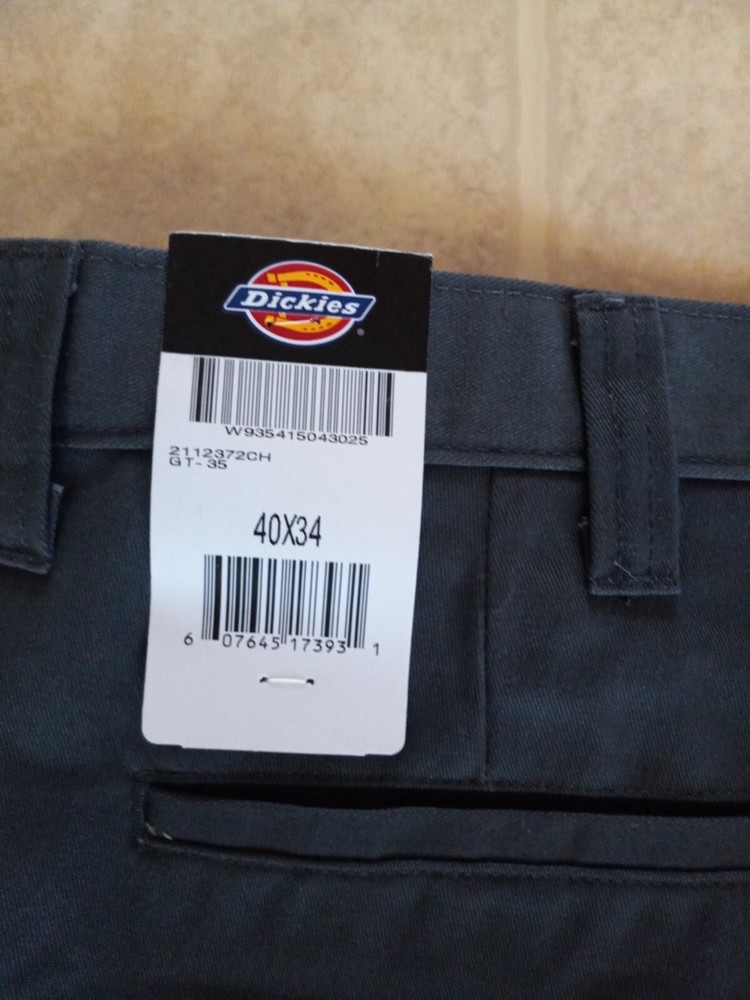 Dickies
®
W935415043025
2112372CH
GT-35
40X34
6 07645 17393 1